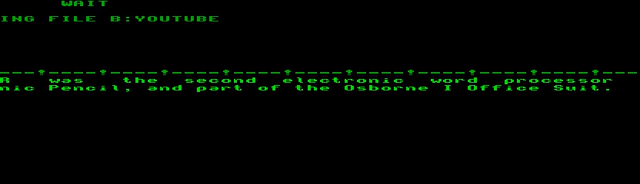 WAIT
ING FILE B:YOUTUBE
R was the second electronic word processor
nic Pencil, and part of the Osborne I Office Suit.